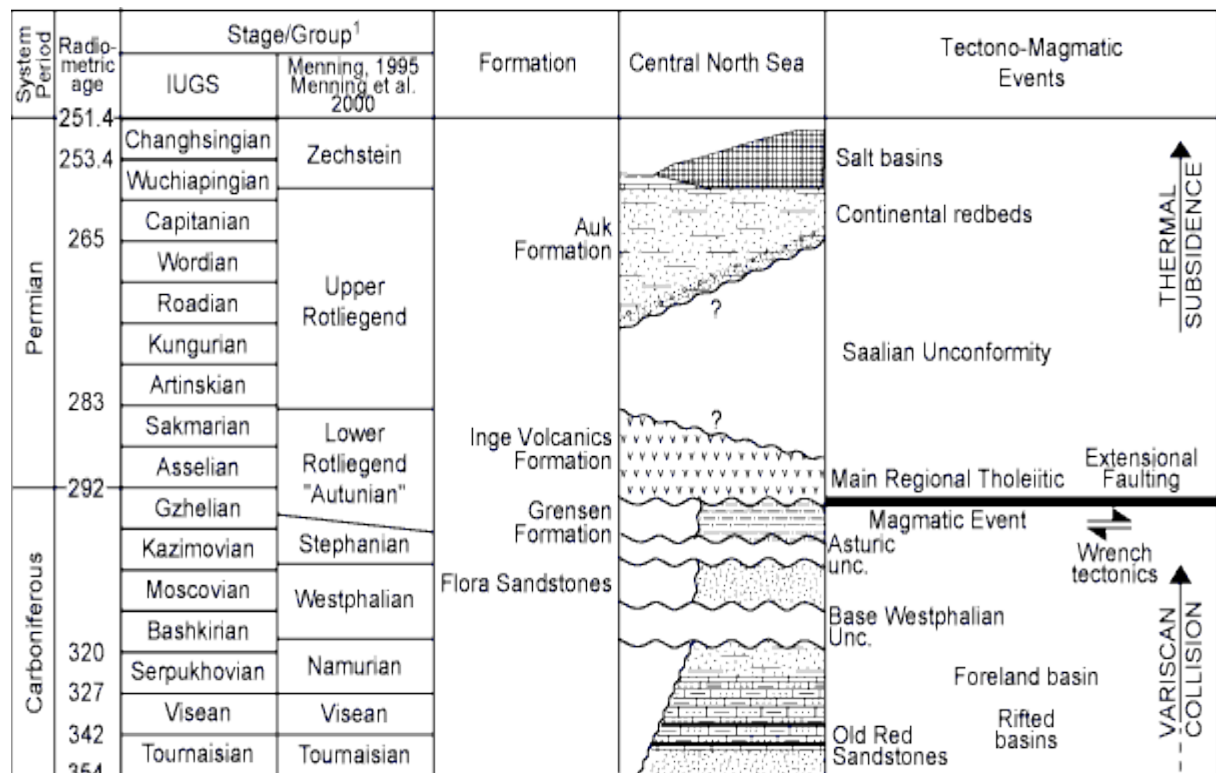 System
Period
Radio-
metric
age
Stage/Group1
IUGS
Menning, 1995
Menning et al.
2000
Formation
Central North Sea
Tectono-Magmatic
Events
Permian
Carboniferous
251.4
253.4
265
283
292
320
327
342
354
Changhsingian
Wuchiapingian
Capitanian
Wordian
Roadian
Kungurian
Artinskian
Sakmarian
Asselian
Gzhelian
Kazimovian
Moscovian
Bashkirian
Serpukhovian
Visean
Tournaisian
Zechstein
Upper
Rotliegend
Lower
Rotliegend
"Autunian"
Stephanian
Westphalian
Namurian
Visean
Tournaisian
Auk
Formation
Inge Volcanics
Formation
Grensen
Formation
Flora Sandstones
?
?
Salt basins
Continental redbeds
Saalian Unconformity
Main Regional Tholeiitic
Magmatic Event
Asturic
unc.
Base Westphalian
Unc.
Foreland basin
Rifted
basins
Old Red
Sandstones
Extensional
Faulting
Wrench
tectonics
THERMAL
SUBSIDENCE
VARISCAN
COLLISION